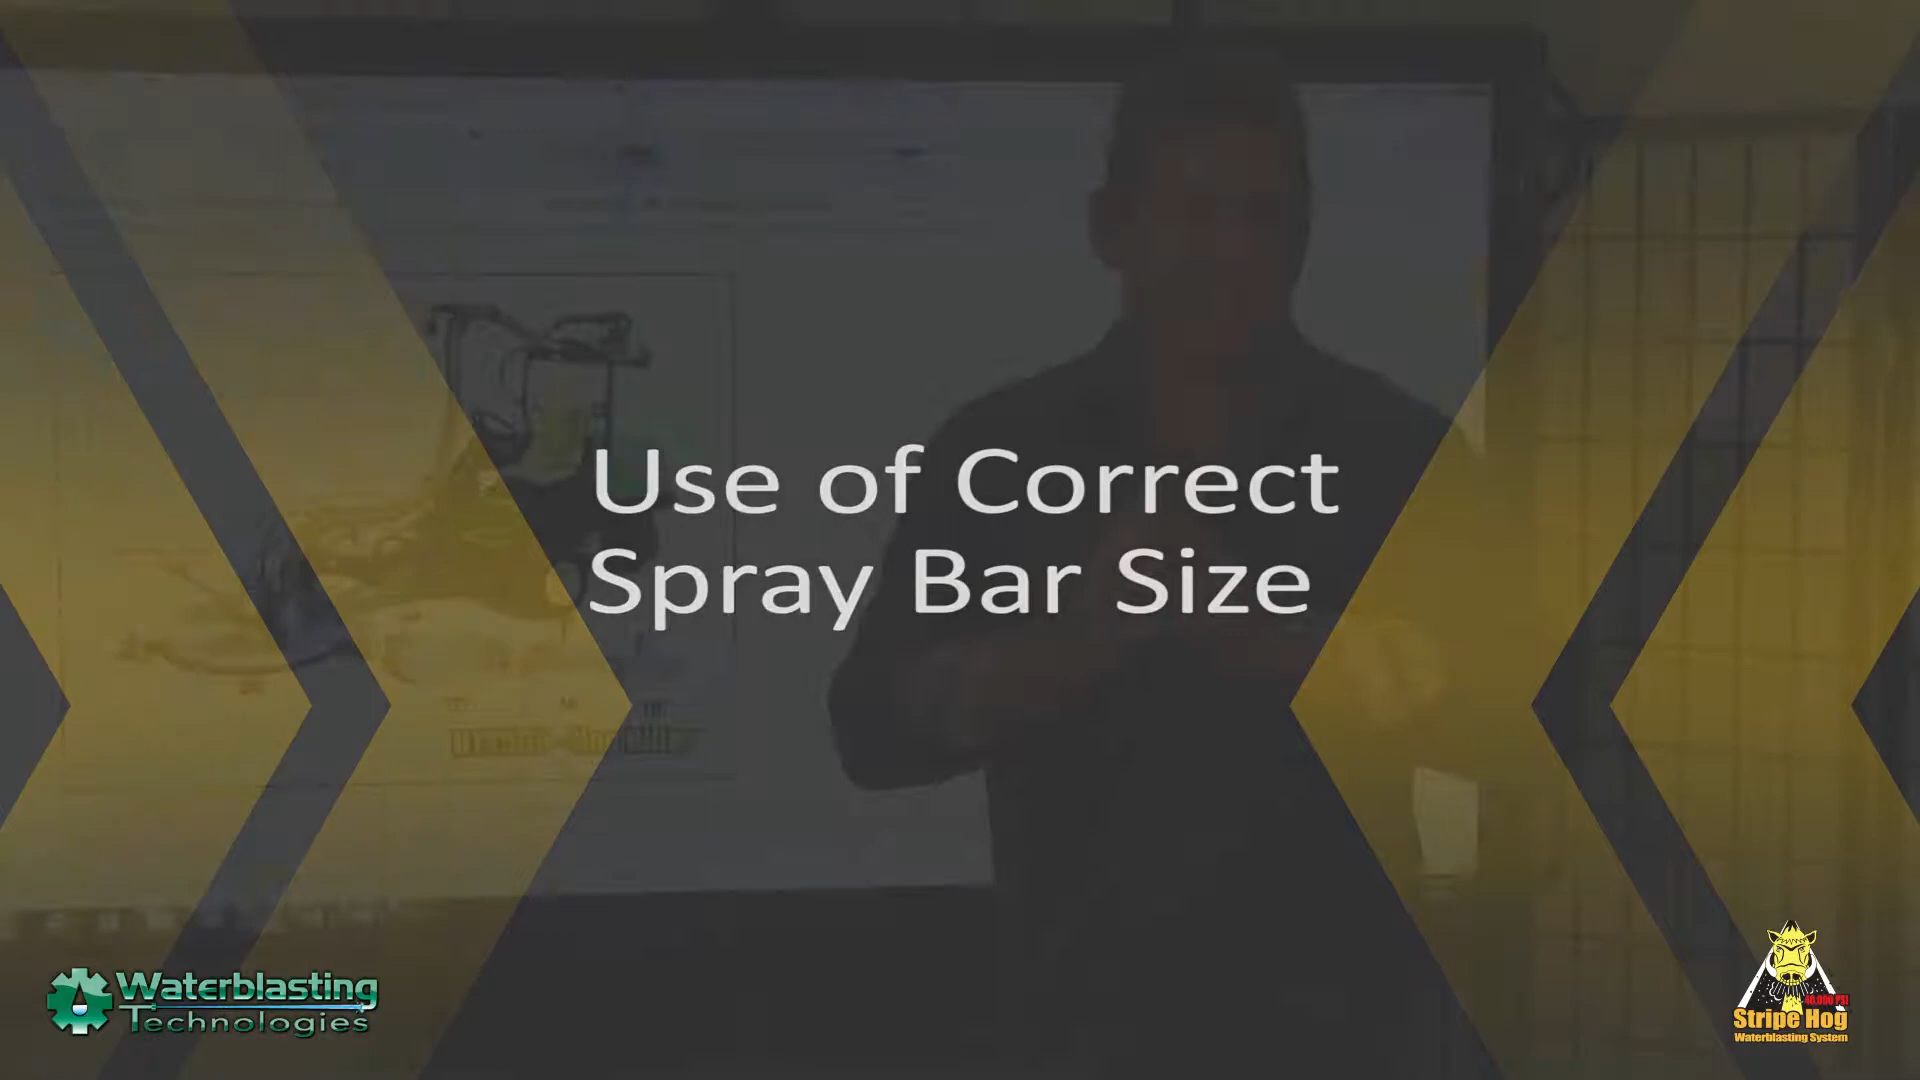 Use of Correct
Spray Bar Size
Waterblasting
Technologies
40,000 PSI
Stripe Hog
Waterblasting System